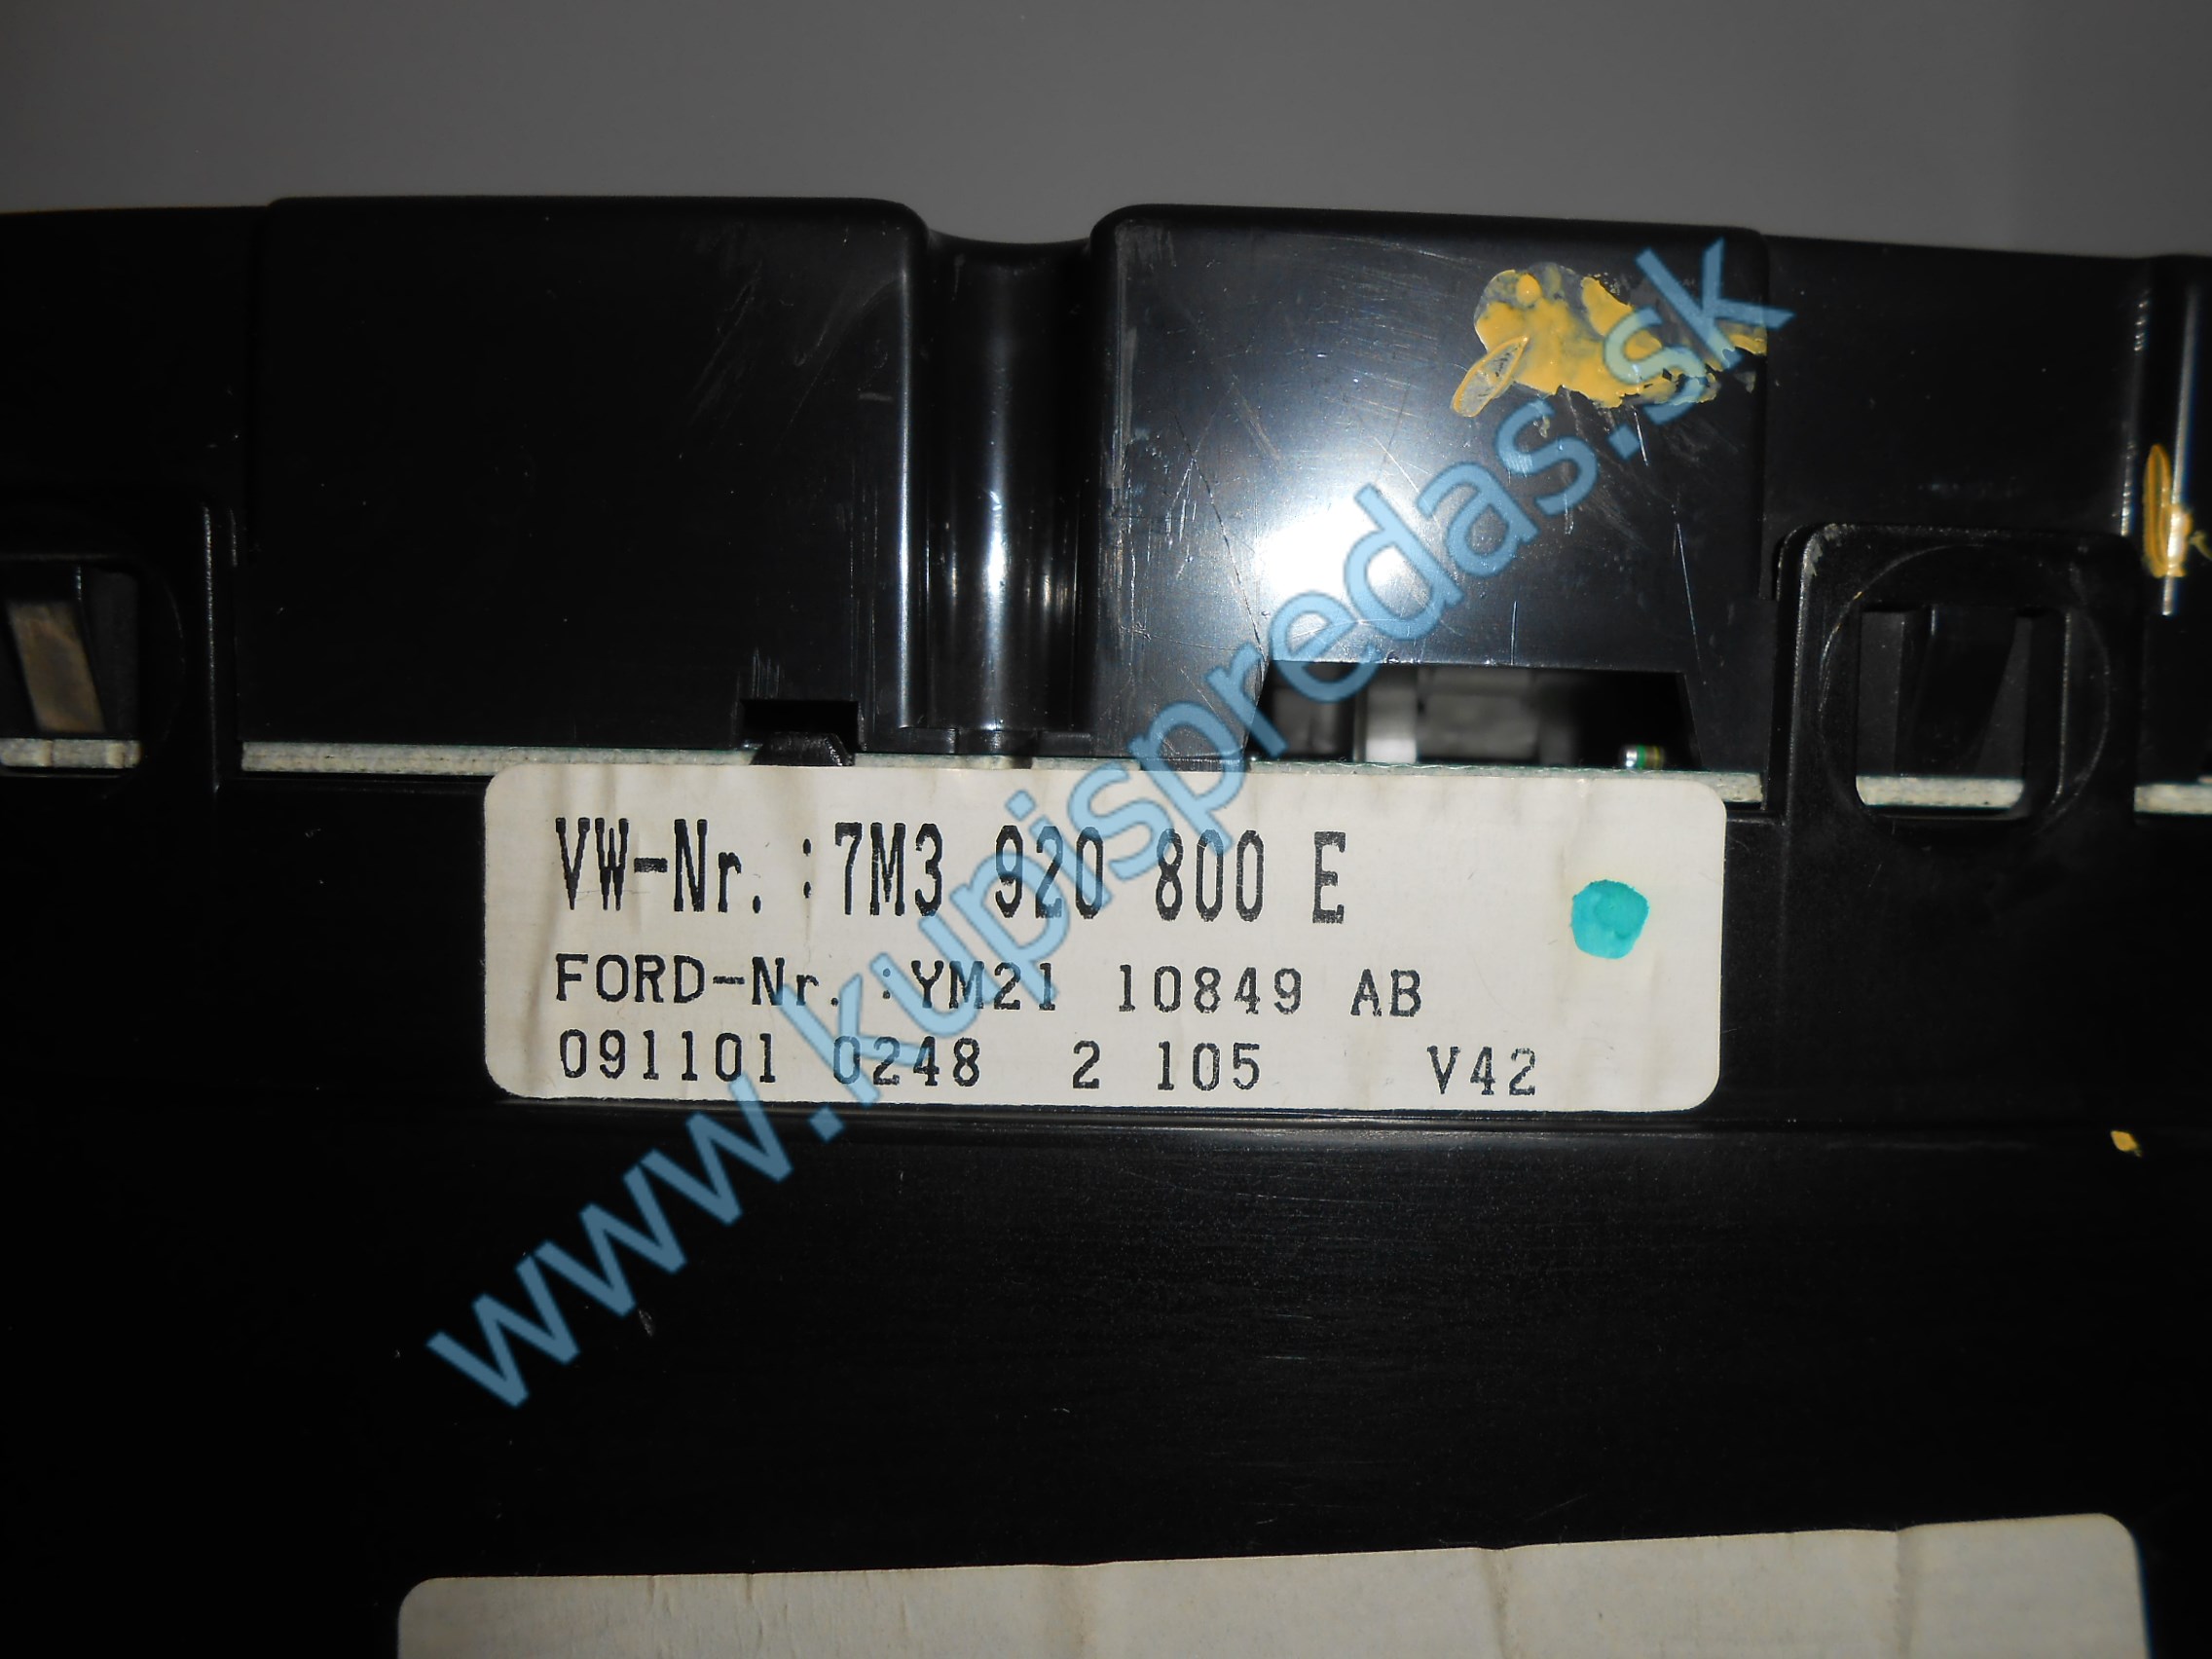 VW-Nr. :7M3 920 800 E
FORD-Nr. :YM21 10849 AB
091101 0248 2 105 V42
www.kupispredas.sk